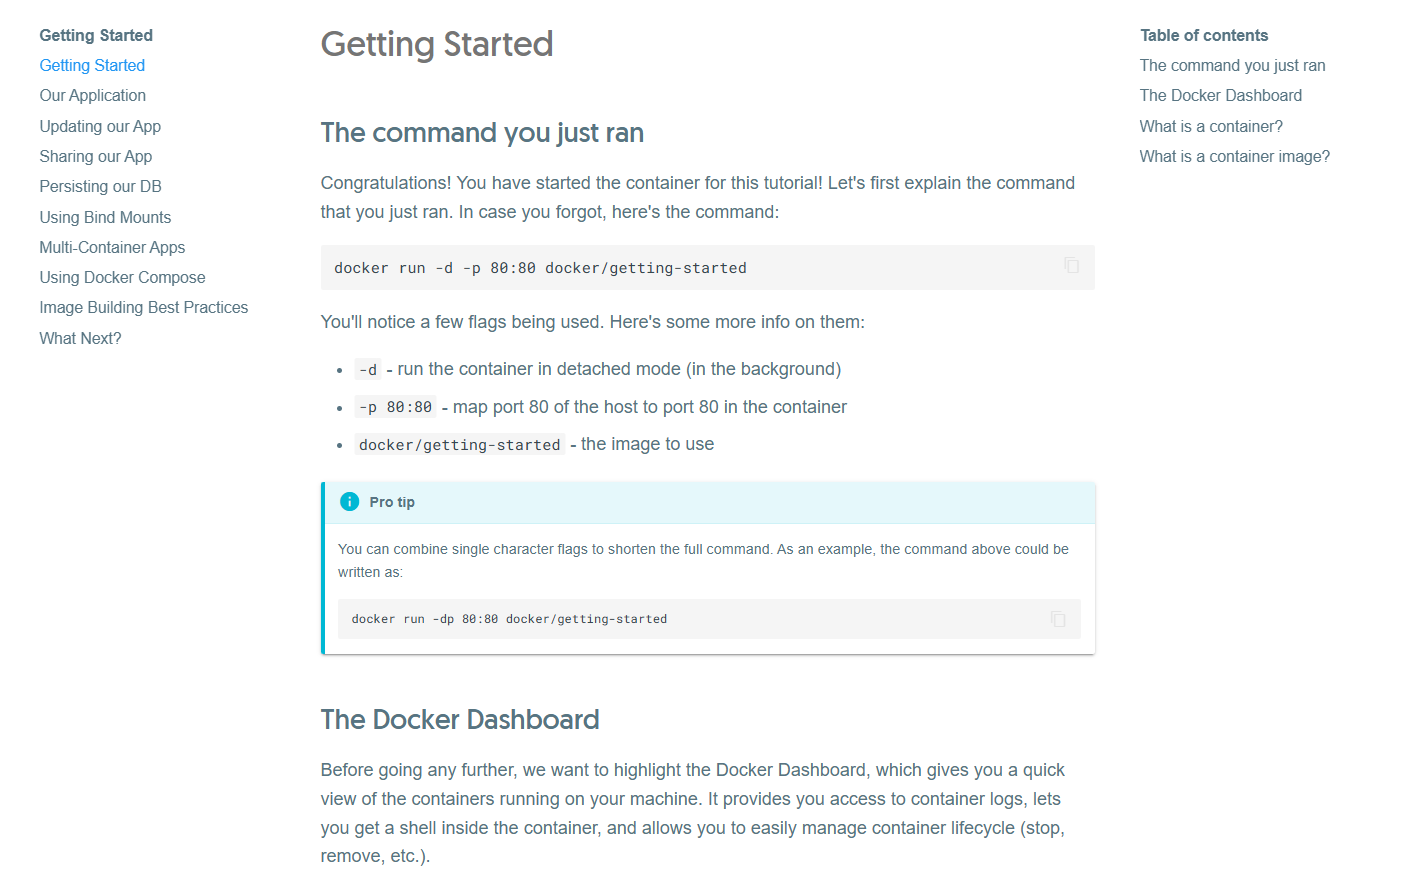 Getting Started
Getting Started
Our Application
Updating our App
Sharing our App
Persisting our DB
Using Bind Mounts
Multi-Container Apps
Using Docker Compose
Image Building Best Practices
What Next?
Getting Started
The command you just ran
Congratulations! You have started the container for this tutorial! Let's first explain the command
that you just ran. In case you forgot, here's the command:
docker run -d -p 80:80 docker/getting-started
You'll notice a few flags being used. Here's some more info on them:
-d - run the container in detached mode (in the background)
-p 80:80 - map port 80 of the host to port 80 in the container
docker/getting-started - the image to use
Pro tip
You can combine single character flags to shorten the full command. As an example, the command above could be
written as:
docker run -dp 80:80 docker/getting-started
The Docker Dashboard
Before going any further, we want to highlight the Docker Dashboard, which gives you a quick
view of the containers running on your machine. It provides you access to container logs, lets
you get a shell inside the container, and allows you to easily manage container lifecycle (stop,
remove, etc.).
Table of contents
The command you just ran
The Docker Dashboard
What is a container?
What is a container image?